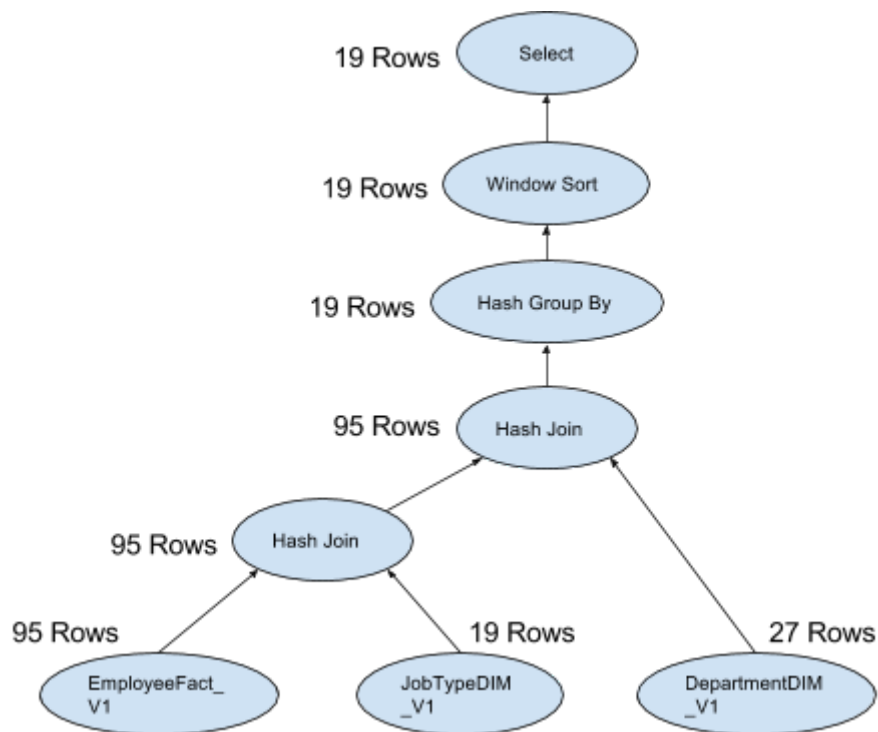 19 Rows
Select
19 Rows
Window Sort
19 Rows
Hash Group By
95 Rows
Hash Join
95 Rows
Hash Join
95 Rows
19 Rows
27 Rows
EmployeeFact_
V1
JobTypeDIM
_V1
DepartmentDIM
_V1